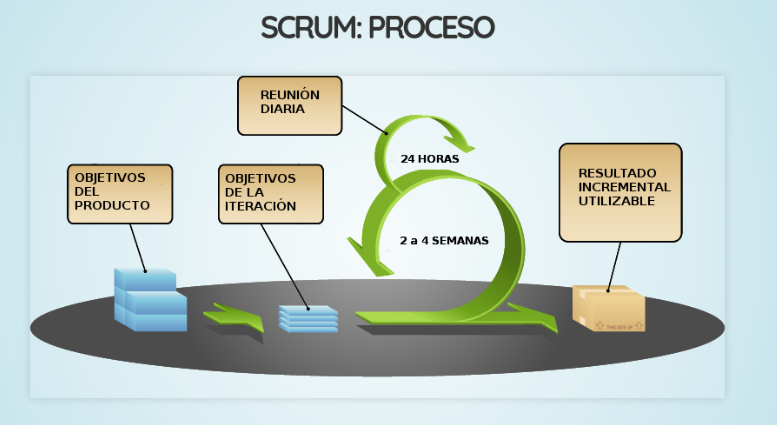 SCRUM: PROCESO
REUNIÓN
DIARIA
24 HORAS
OBJETIVOS
DEL
PRODUCTO
OBJETIVOS
DE LA
ITERACIÓN
RESULTADO
INCREMENTAL
UTILIZABLE
2 a 4 SEMANAS
THIS SIDE UP